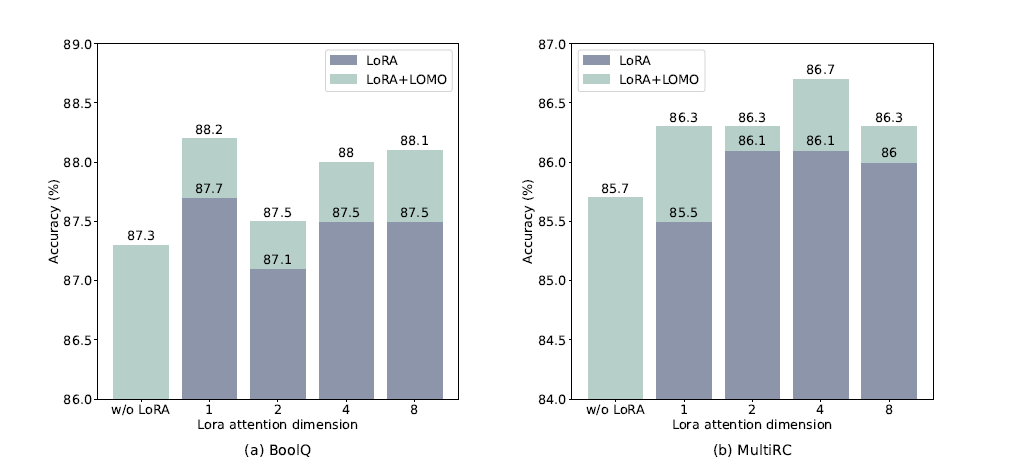 89.0
88.5
88.0
87.5
87.0
86.5
86.0
Accuracy (%)
LoRA
LoRA+LOMO
87.3
88.2
87.7
87.5
87.1
88
87.5
88.1
87.5
w/o LoRA 1 2 4 8
Lora attention dimension
(a) BoolQ
87.0
86.5
86.0
85.5
85.0
84.5
84.0
Accuracy (%)
LoRA
LoRA+LOMO
85.7
86.3
85.5
86.3
86.1
86.7
86.1
86.3
86
w/o LoRA 1 2 4 8
Lora attention dimension
(b) MultiRC